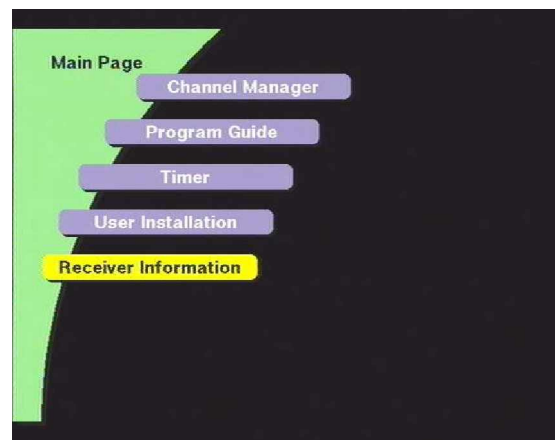 Main Page
Channel Manager
Program Guide
Timer
User Installation
Receiver Information